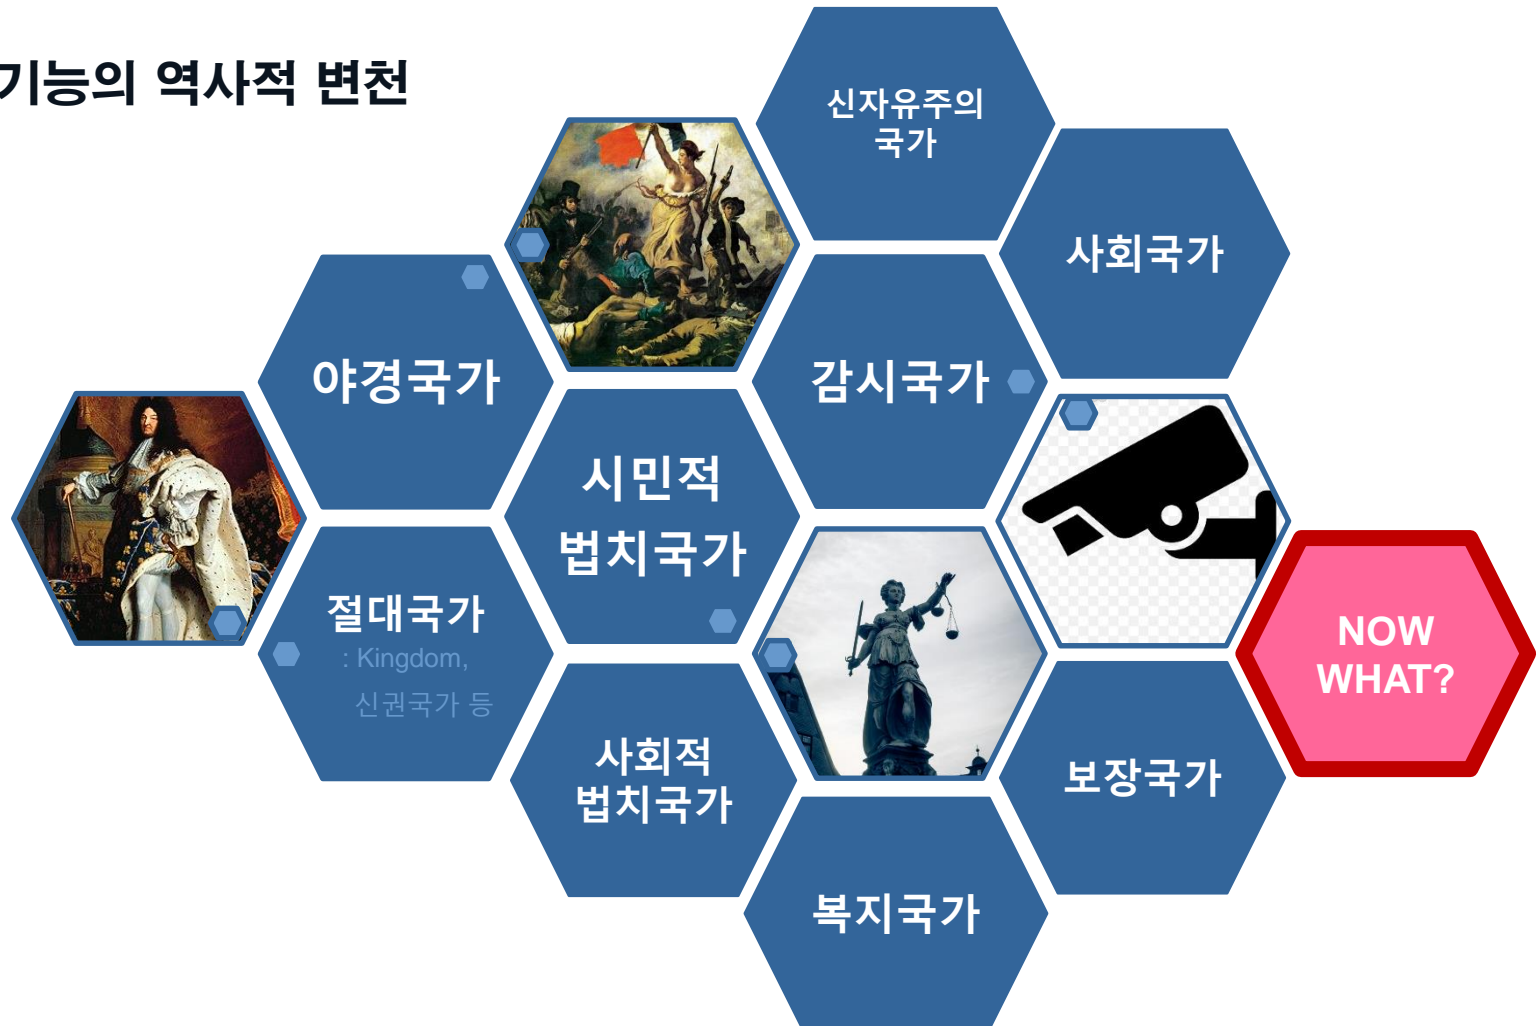 기능의 역사적 변천
신자유주의
국가
사회국가
야경국가
감시국가
시민적
법치국가
절대국가
: Kingdom,
신권국가 등
NOW
WHAT?
사회적
법치국가
보장국가
복지국가